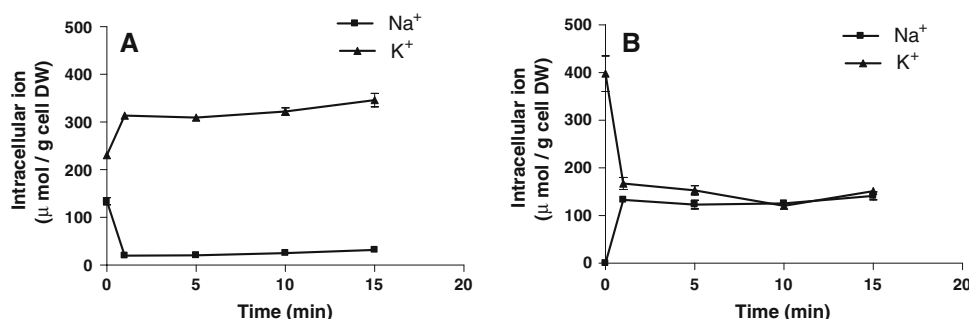 A
Na+
K+
Intracellular ion
(μ mol / g cell DW)
500
400
300
200
100
0
0 5 10 15 20
Time (min)
B
Na+
K+
Intracellular ion
(μ mol / g cell DW)
500
400
300
200
100
0
0 5 10 15 20
Time (min)